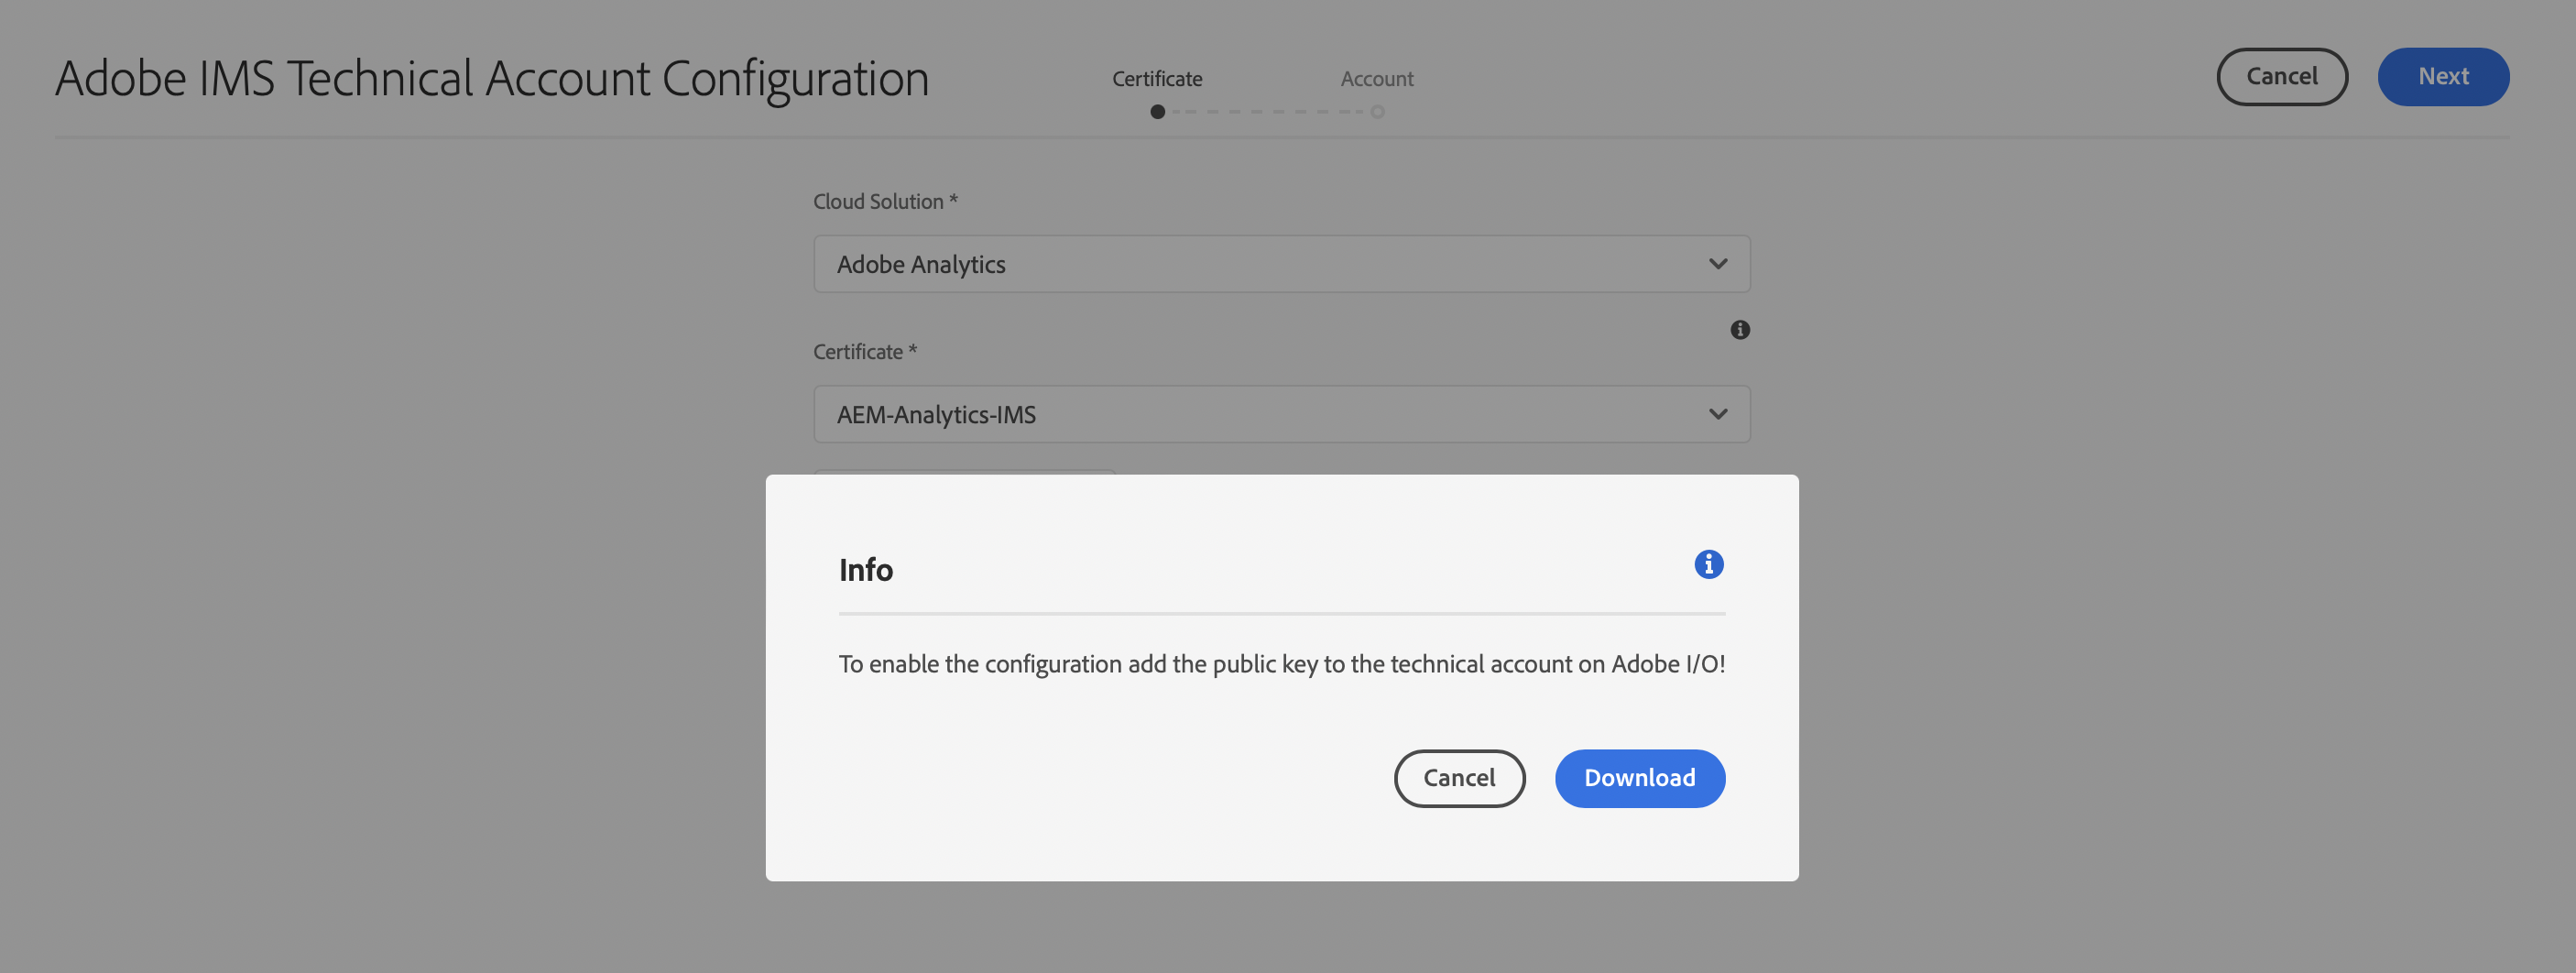 Adobe IMS Technical Account Configuration
Certificate
Account
Cancel
Next
Cloud Solution *
Adobe Analytics
Certificate *
AEM-Analytics-IMS
Info
To enable the configuration add the public key to the technical account on Adobe I/O!
Cancel
Download